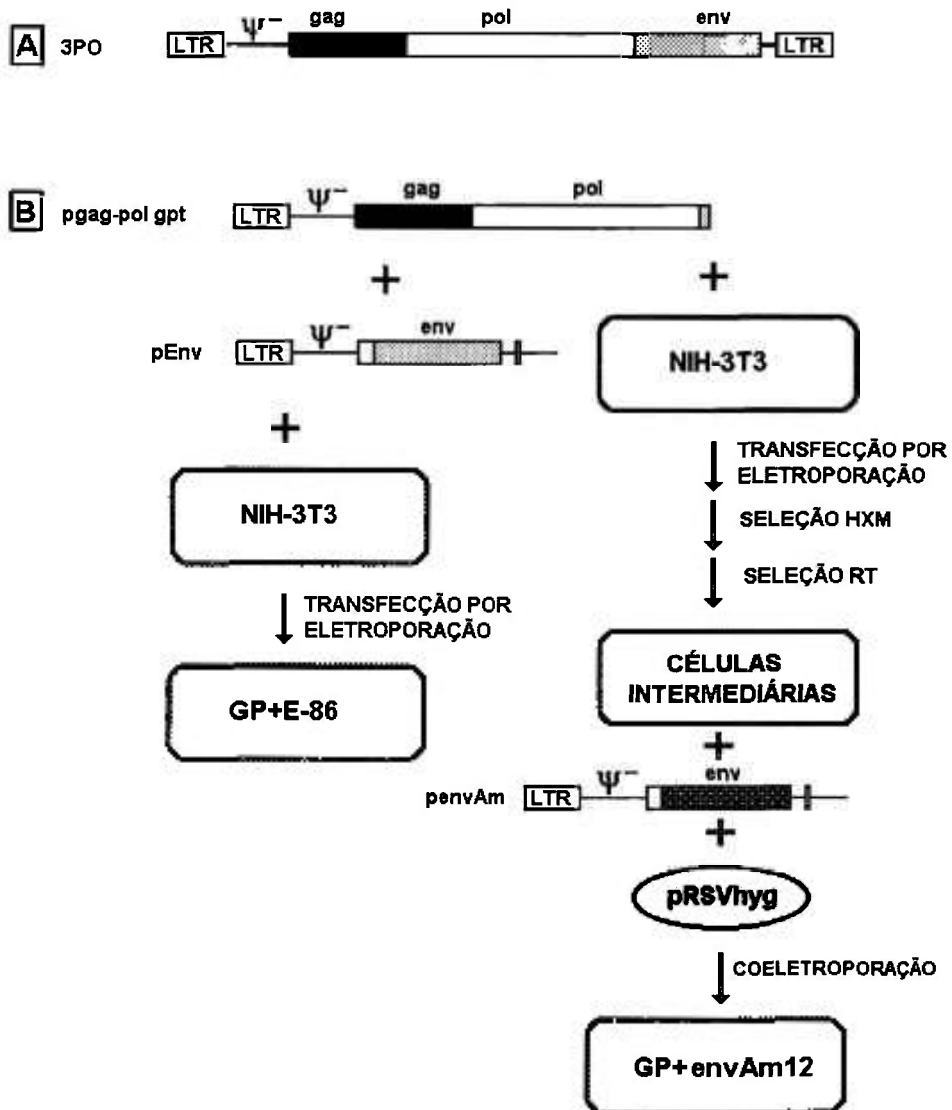 A 3PO LTR Ψ⁻ gag pol env LTR
B pgag-pol gpt LTR Ψ⁻ gag pol
+ +
pEnv LTR Ψ⁻ env
NIH-3T3
+
TRANSFECÇÃO POR
ELETROPORAÇÃO
NIH-3T3
SELEÇÃO HXM
SELEÇÃO RT
TRANSFECÇÃO POR
ELETROPORAÇÃO
CÉLULAS
INTERMEDIÁRIAS
GP+E-86
+
penvAm LTR Ψ⁻ env
+
pRSVhyg
COELETROPORAÇÃO
GP+envAm12